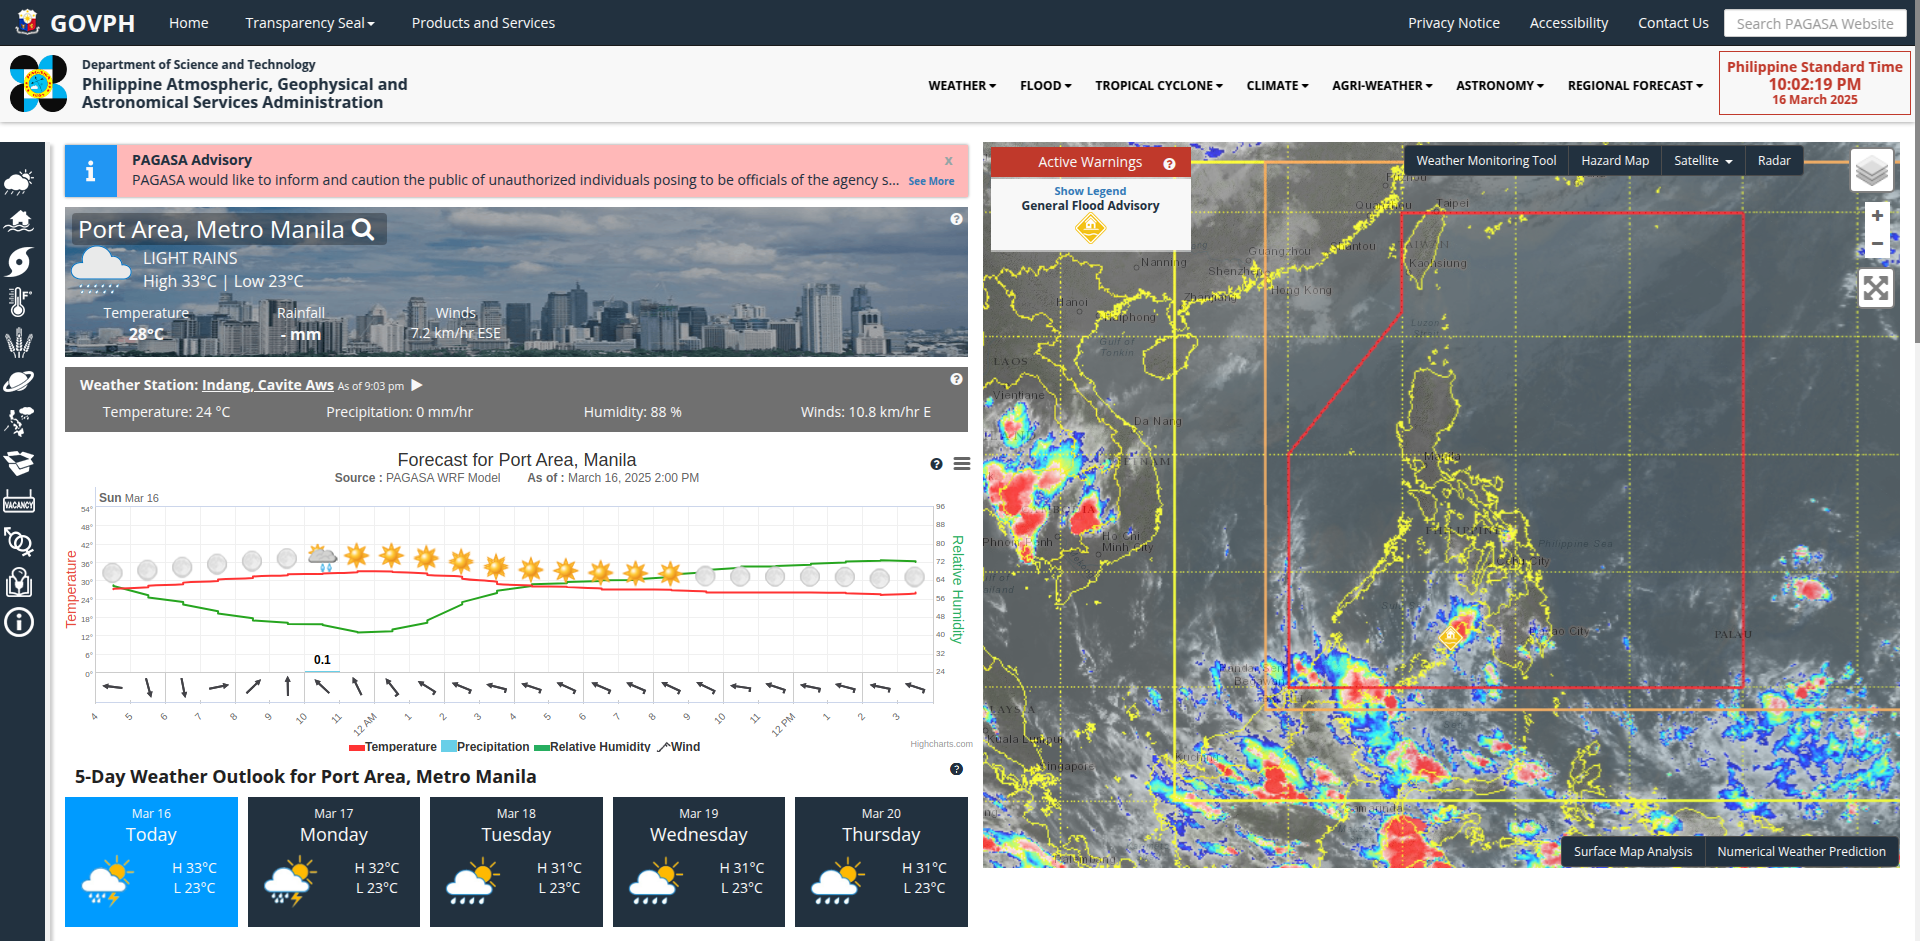 GOVPH
Home
Transparency Seal
Products and Services
Privacy Notice
Accessibility
Contact Us
Search PAGASA Website
Department of Science and Technology
Philippine Atmospheric, Geophysical and
Astronomical Services Administration
WEATHER
FLOOD
TROPICAL CYCLONE
CLIMATE
AGRI-WEATHER
ASTRONOMY
REGIONAL FORECAST
Philippine Standard Time
10:02:19 PM
16 March 2025
VACANCY
PAGASA Advisory
x
PAGASA would like to inform and caution the public of unauthorized individuals posing to be officials of the agency s... See More
Port Area, Metro Manila
LIGHT RAINS
High 33°C | Low 23°C
Temperature Rainfall Winds
28°C - mm 7.2 km/hr ESE
Weather Station: Indang, Cavite Aws As of 9:03 pm
Temperature: 24 °C Precipitation: 0 mm/hr Humidity: 88 % Winds: 10.8 km/hr E
Forecast for Port Area, Manila
Source : PAGASA WRF Model As of : March 16, 2025 2:00 PM
Sun Mar 16
54° 96
48° 88
42° 80
36° 72
30° 64
24° 56
18° 48
12° 40
6° 32
0° 24
Temperature
Relative Humidity
0.1
4 5 6 7 8 9 10 11 12 AM 1 2 3 4 5 6 7 8 9 10 11 12 PM 1 2 3
Temperature Precipitation Relative Humidity Wind
Highcharts.com
5-Day Weather Outlook for Port Area, Metro Manila
Mar 16
Today
H 33°C
L 23°C
Mar 17
Monday
H 32°C
L 23°C
Mar 18
Tuesday
H 31°C
L 23°C
Mar 19
Wednesday
H 31°C
L 23°C
Mar 20
Thursday
H 31°C
L 23°C
Active Warnings
Show Legend
General Flood Advisory
Weather Monitoring Tool
Hazard Map
Satellite
Radar
+
−
Taipei
Guangzhou
Nanning
Shenzhen
Kaohsiung
Hong Kong
Hanoi
Gulf of
Tonkin
LAOS
Vientiane
Da Nang
Manila
Ho Chi
Minh City
Philippine Sea
PALAU
Kuala Lumpur
Surface Map Analysis
Numerical Weather Prediction